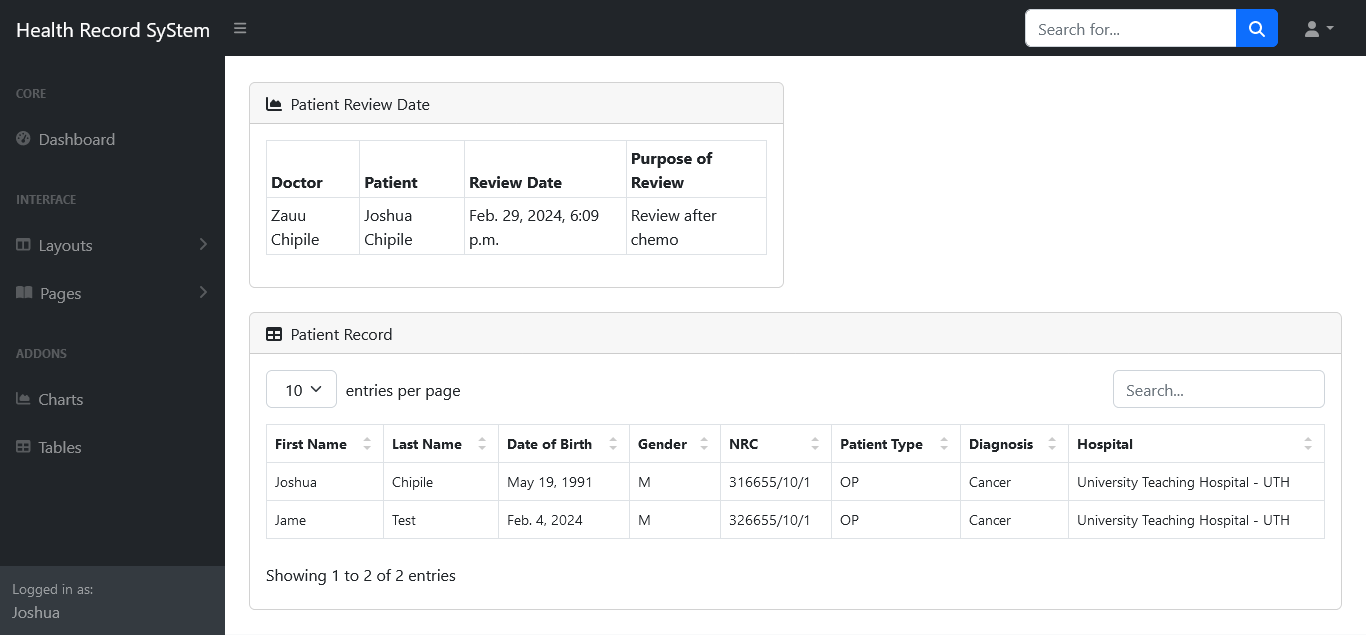 Health Record SyStem
Search for...
CORE
Dashboard
INTERFACE
Layouts
Pages
ADDONS
Charts
Tables
Logged in as:
Joshua
Patient Review Date
Doctor Patient Review Date Purpose of Review
Zauu Chipile Joshua Chipile Feb. 29, 2024, 6:09 p.m. Review after chemo
Patient Record
10 entries per page Search...
First Name Last Name Date of Birth Gender NRC Patient Type Diagnosis Hospital
Joshua Chipile May 19, 1991 M 316655/10/1 OP Cancer University Teaching Hospital - UTH
Jame Test Feb. 4, 2024 M 326655/10/1 OP Cancer University Teaching Hospital - UTH
Showing 1 to 2 of 2 entries